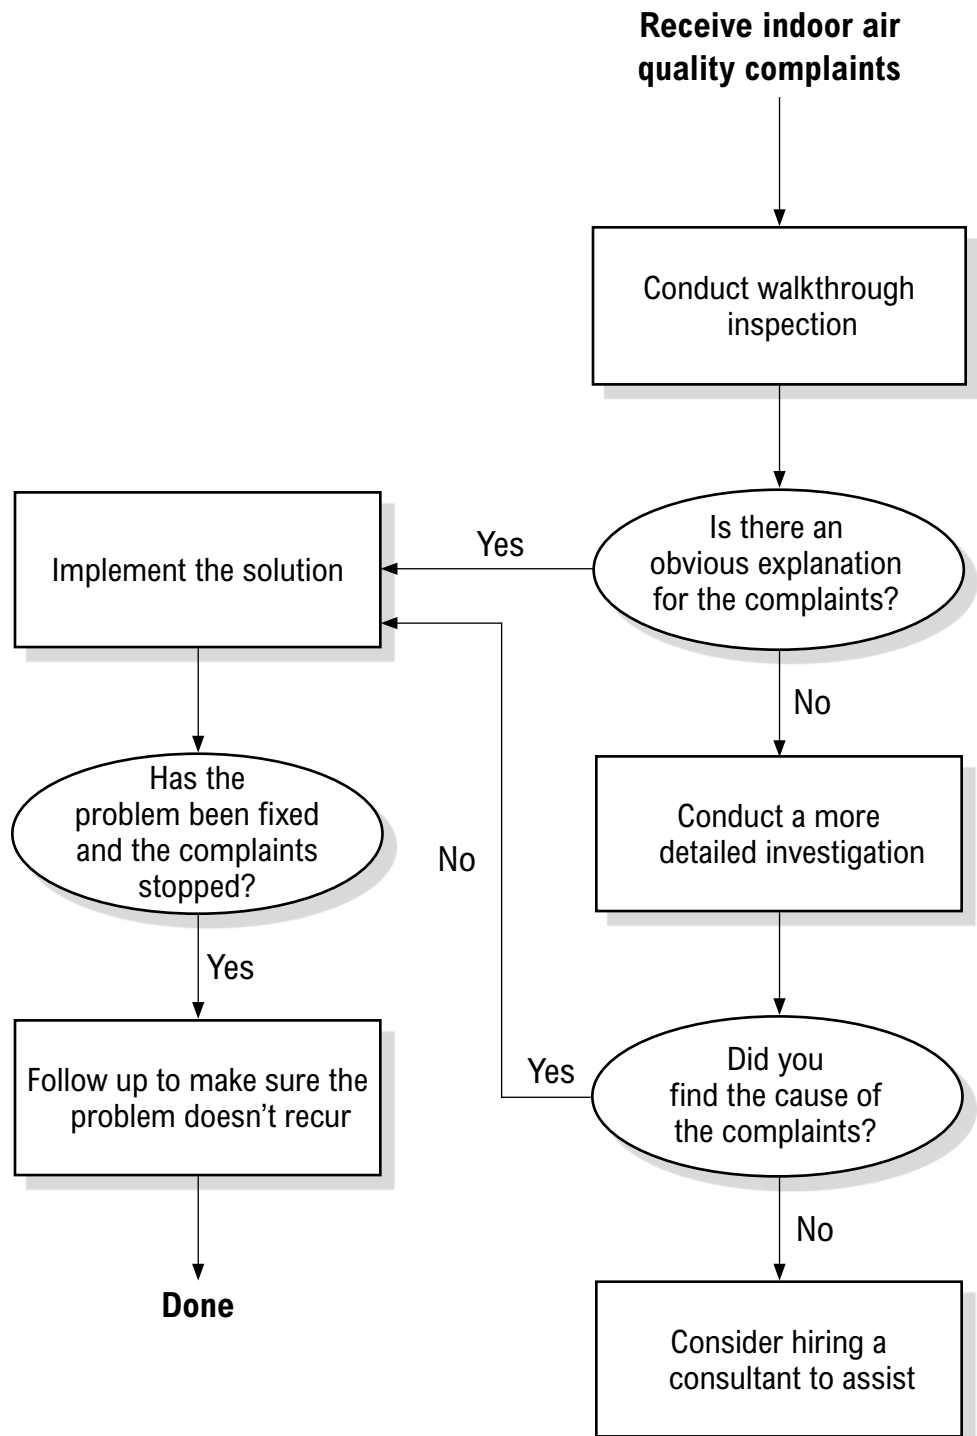 Receive indoor air
quality complaints
Conduct walkthrough
inspection
Is there an
obvious explanation
for the complaints?
Yes
Implement the solution
No
Conduct a more
detailed investigation
Has the
problem been fixed
and the complaints
stopped?
No
Yes
Follow up to make sure the
problem doesn't recur
Did you
find the cause of
the complaints?
Yes
No
Done
Consider hiring a
consultant to assist